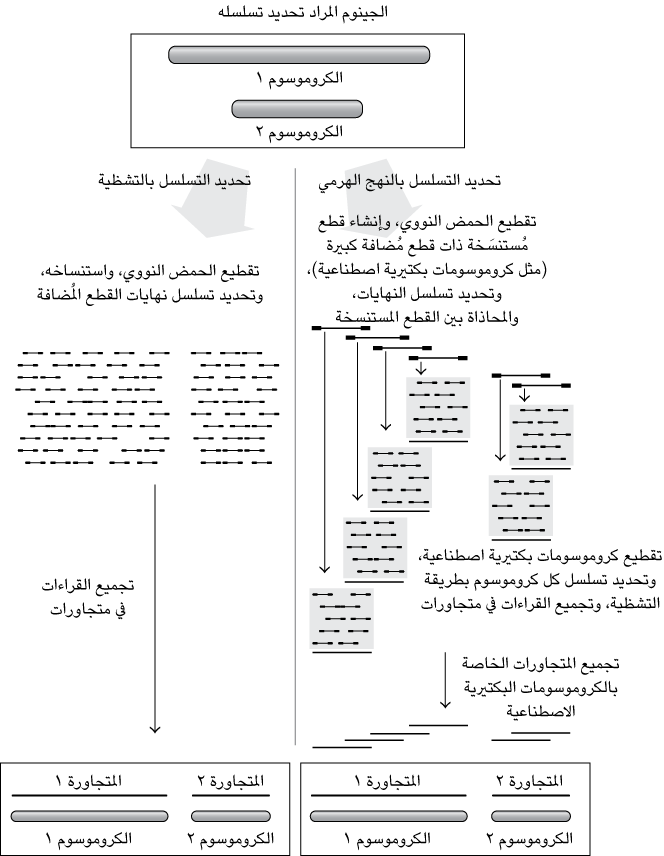 الجينوم المراد تحديد تسلسله
الكروموسوم ١
الكروموسوم ٢
تحديد التسلسل بالنهج الهرمي
تقطيع الحمض النووي، وإنشاء قطع
مُستنسَخة ذات قطع مُضافة كبيرة
(مثل كروموسومات بكتيرية اصطناعية)،
وتحديد تسلسل النهايات،
والمحاذاة بين القطع المستنسخة
تقطيع كروموسومات بكتيرية اصطناعية،
وتحديد تسلسل كل كروموسوم بطريقة
التشظية، وتجميع القراءات في متجاورات
تجميع المتجاورات الخاصة
بالكروموسومات البكتيرية
الاصطناعية
المتجاورة ٢
المتجاورة ١
الكروموسوم ٢
الكروموسوم ١
تحديد التسلسل بالتشظية
تقطيع الحمض النووي، واستنساخه،
وتحديد تسلسل نهايات القطع المُضافة
تجميع القراءات
في متجاورات
المتجاورة ٢
المتجاورة ١
الكروموسوم ٢
الكروموسوم ١